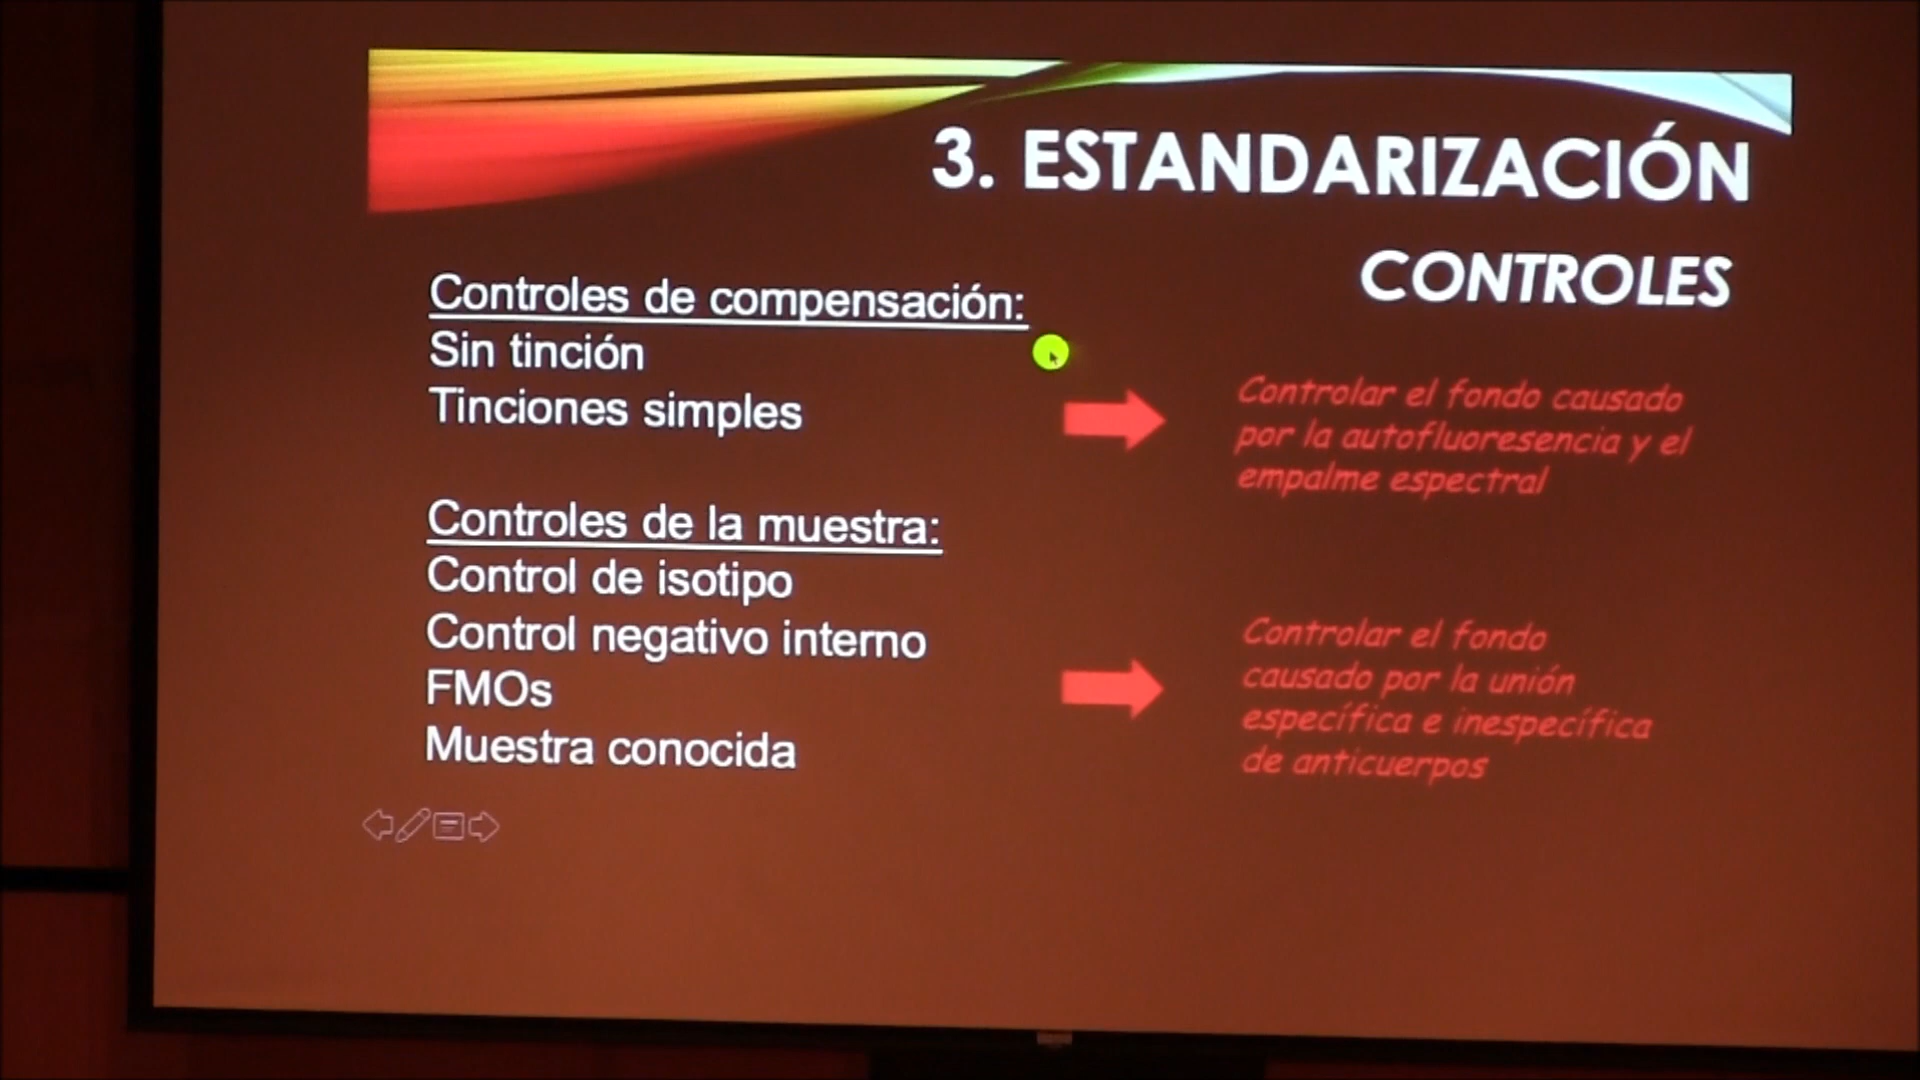 3. ESTANDARIZACIÓN
CONTROLES
Controles de compensación:
Sin tinción
Tinciones simples
Controlar el fondo causado
por la autofluoresencia y el
empalme espectral
Controles de la muestra:
Control de isotipo
Control negativo interno
FMOs
Muestra conocida
Controlar el fondo
causado por la unión
específica e inespecífica
de anticuerpos